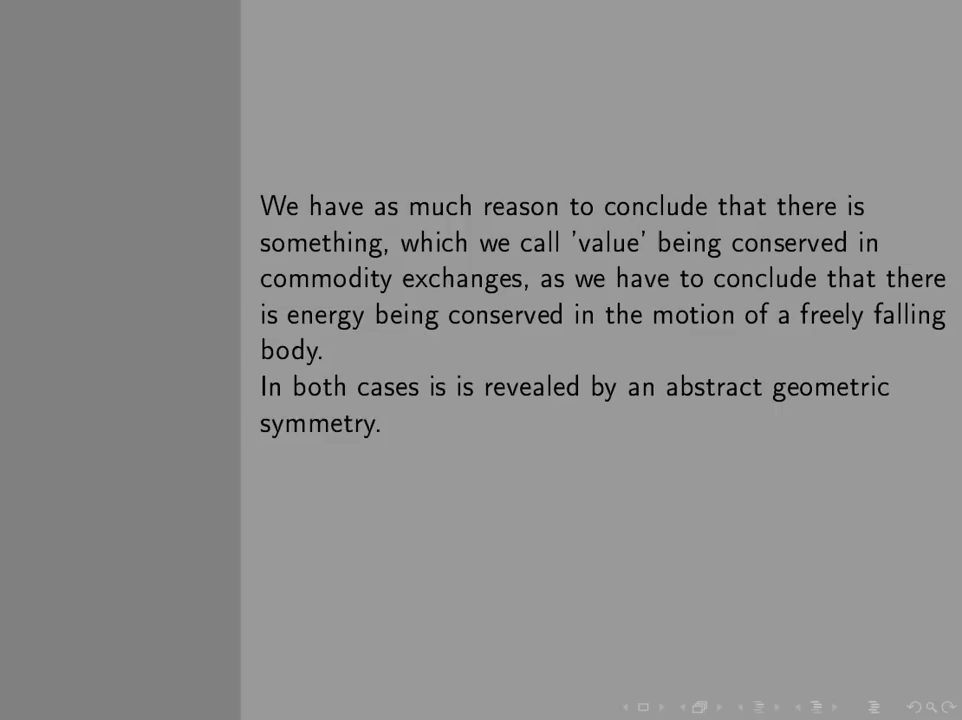 We have as much reason to conclude that there is
something, which we call 'value' being conserved in
commodity exchanges, as we have to conclude that there
is energy being conserved in the motion of a freely falling
body.
In both cases is is revealed by an abstract geometric
symmetry.